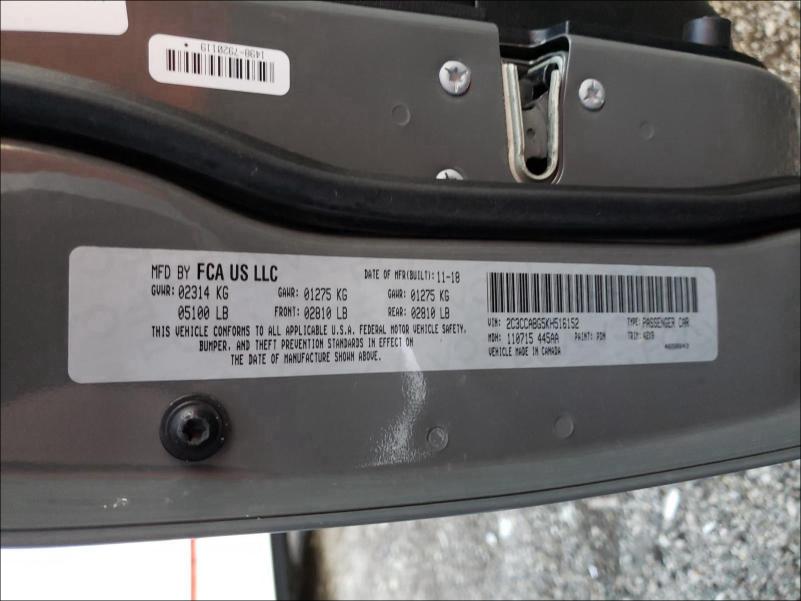 1490-7920119
MFD BY FCA US LLC
DATE OF MFR(BUILT): 11-18
GVWR: 02314 KG GAWR: 01275 KG GAWR: 01275 KG
05100 LB FRONT: 02810 LB REAR: 02810 LB
THIS VEHICLE CONFORMS TO ALL APPLICABLE U.S.A. FEDERAL MOTOR VEHICLE SAFETY,
BUMPER, AND THEFT PREVENTION STANDARDS IN EFFECT ON
THE DATE OF MANUFACTURE SHOWN ABOVE.
VIN: 2C3CCABG5KH516152 TYPE: PASSENGER CAR
MDH: 110715 445AA PAINT: PDN TRIM: A2X9
VEHICLE MADE IN CANADA